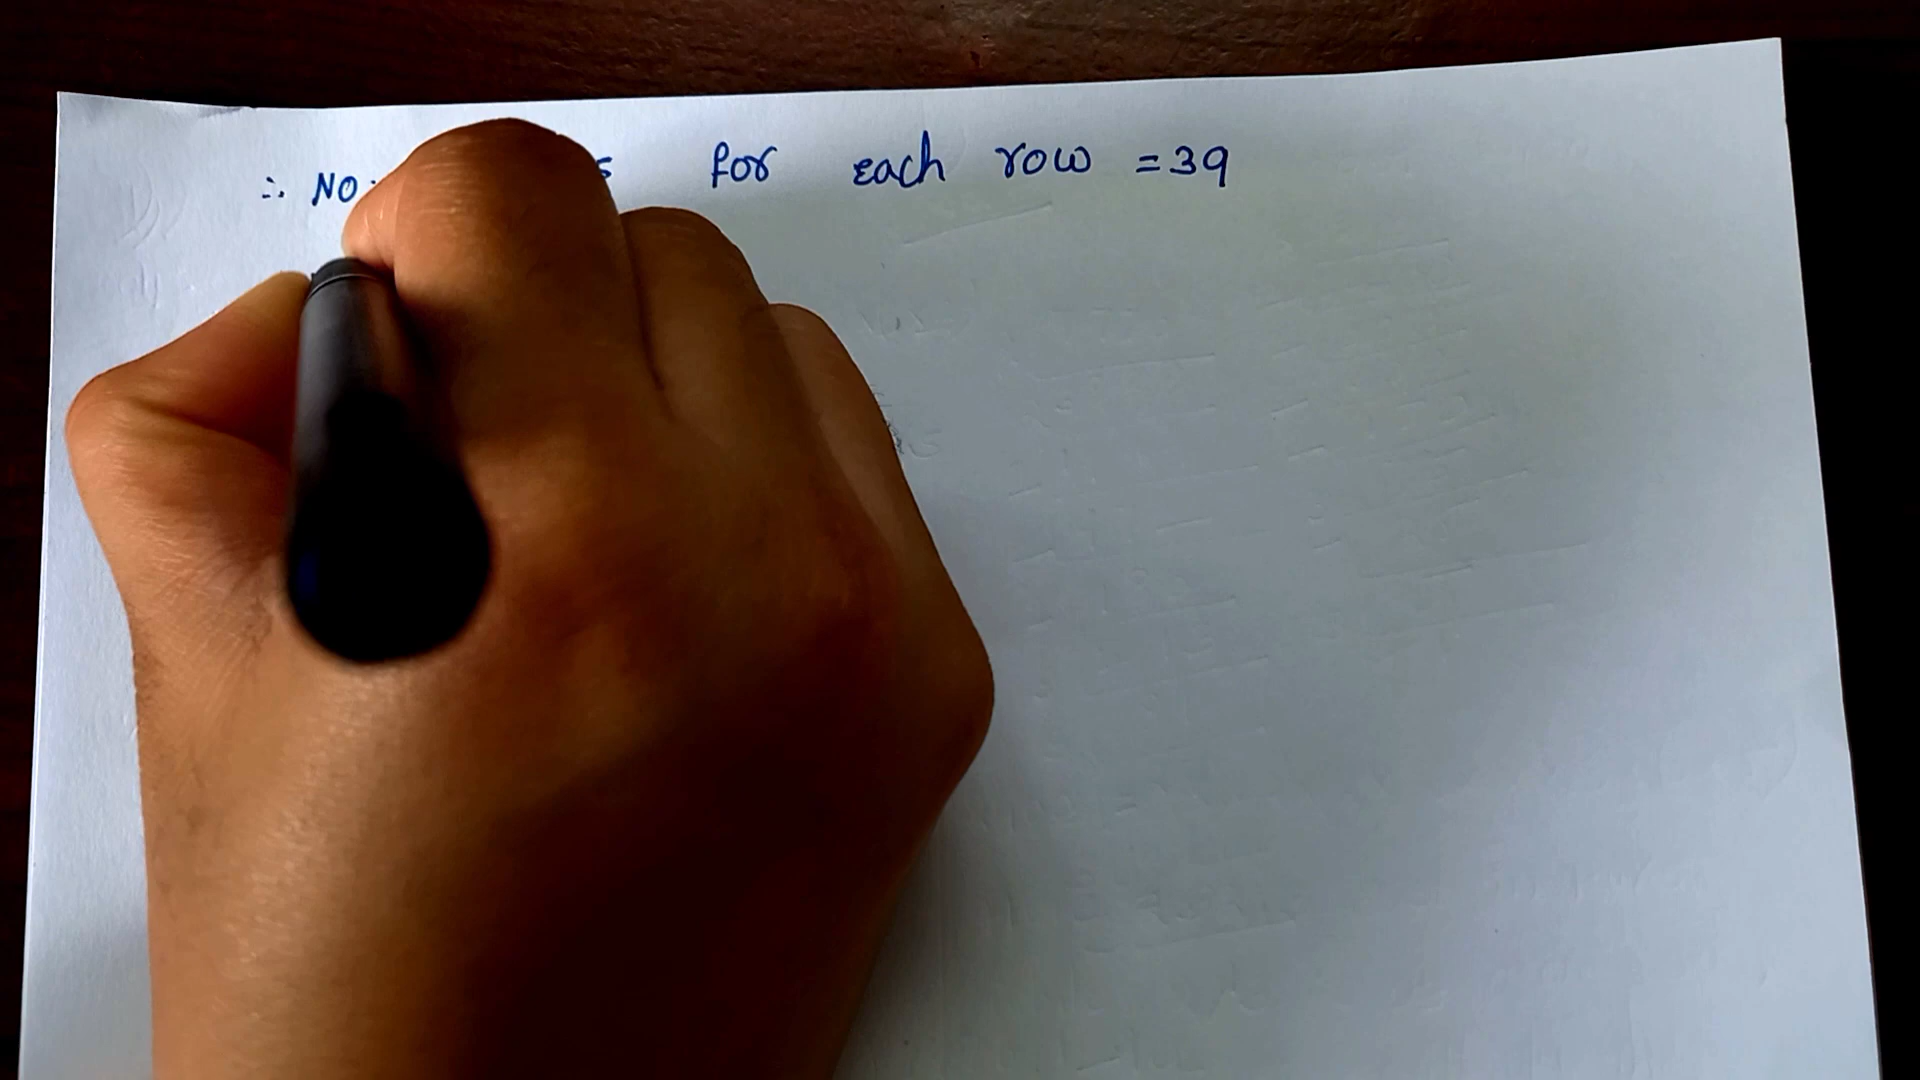 ∴ No. for each row = 39